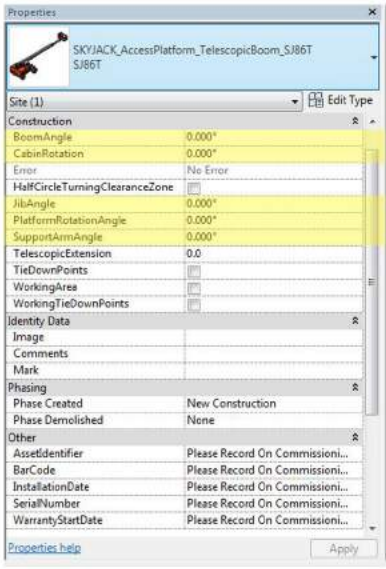 Properties
SKYJACK_AccessPlatform_TelescopicBoom_SJ86T
SJ86T
Site (1) Edit Type
Construction
BoomAngle 0.000°
CabinRotation 0.000°
Error No Error
HalfCircleTurningClearanceZone
JibAngle 0.000°
PlatformRotationAngle 0.000°
SupportArmAngle 0.000°
TelescopicExtension 0.0
TieDownPoints
WorkingArea
WorkingTieDownPoints
Identity Data
Image
Comments
Mark
Phasing
Phase Created New Construction
Phase Demolished None
Other
AssetIdentifier Please Record On Commissioni...
BarCode Please Record On Commissioni...
InstallationDate Please Record On Commissioni...
SerialNumber Please Record On Commissioni...
WarrantyStartDate Please Record On Commissioni...
Properties help Apply